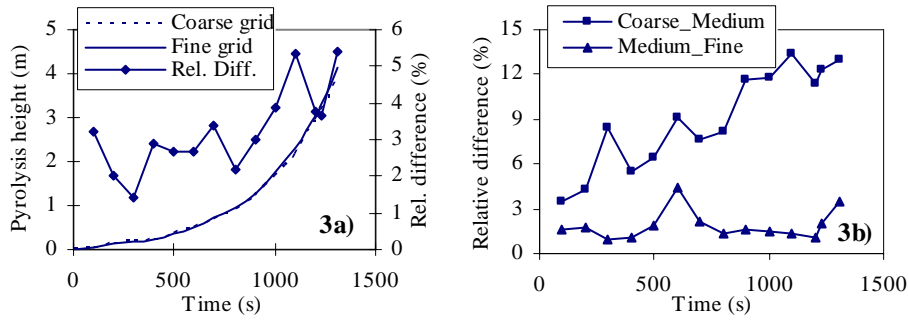 Coarse grid
Fine grid
Rel. Diff.
Pyrolysis height (m)
5
4
3
2
1
0
6
5
4
3
2
1
0
Rel. difference (%)
3a)
0
500
1000
1500
Time (s)
Coarse_Medium
Medium_Fine
Relative difference (%)
15
12
9
6
3
0
3b)
0
500
1000
1500
Time (s)